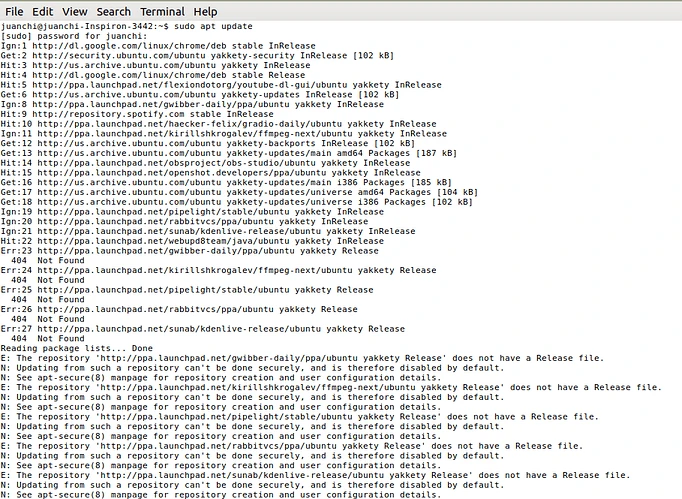 File Edit View Search Terminal Help
juanchi@juanchi-Inspiron-3442:~$ sudo apt update
[sudo] password for juanchi:
Ign:1 http://dl.google.com/linux/chrome/deb stable InRelease
Get:2 http://security.ubuntu.com/ubuntu yakkety-security InRelease [102 kB]
Hit:3 http://us.archive.ubuntu.com/ubuntu yakkety InRelease
Hit:4 http://dl.google.com/linux/chrome/deb stable Release
Hit:5 http://ppa.launchpad.net/flexiondotorg/youtube-dl-gui/ubuntu yakkety InRelease
Get:6 http://us.archive.ubuntu.com/ubuntu yakkety-updates InRelease [102 kB]
Ign:8 http://ppa.launchpad.net/gwibber-daily/ppa/ubuntu yakkety InRelease
Hit:9 http://repository.spotify.com stable InRelease
Hit:10 http://ppa.launchpad.net/haecker-felix/gradio-daily/ubuntu yakkety InRelease
Ign:11 http://ppa.launchpad.net/kirillshkrogalev/ffmpeg-next/ubuntu yakkety InRelease
Get:12 http://us.archive.ubuntu.com/ubuntu yakkety-backports InRelease [102 kB]
Get:13 http://us.archive.ubuntu.com/ubuntu yakkety-updates/main amd64 Packages [187 kB]
Hit:14 http://ppa.launchpad.net/obsproject/obs-studio/ubuntu yakkety InRelease
Hit:15 http://ppa.launchpad.net/openshot.developers/ppa/ubuntu yakkety InRelease
Get:16 http://us.archive.ubuntu.com/ubuntu yakkety-updates/main i386 Packages [185 kB]
Get:17 http://us.archive.ubuntu.com/ubuntu yakkety-updates/universe amd64 Packages [104 kB]
Get:18 http://us.archive.ubuntu.com/ubuntu yakkety-updates/universe i386 Packages [102 kB]
Ign:19 http://ppa.launchpad.net/pipelight/stable/ubuntu yakkety InRelease
Ign:20 http://ppa.launchpad.net/rabbitvcs/ppa/ubuntu yakkety InRelease
Ign:21 http://ppa.launchpad.net/sunab/kdenlive-release/ubuntu yakkety InRelease
Hit:22 http://ppa.launchpad.net/webupd8team/java/ubuntu yakkety InRelease
Err:23 http://ppa.launchpad.net/gwibber-daily/ppa/ubuntu yakkety Release
404 Not Found
Err:24 http://ppa.launchpad.net/kirillshkrogalev/ffmpeg-next/ubuntu yakkety Release
404 Not Found
Err:25 http://ppa.launchpad.net/pipelight/stable/ubuntu yakkety Release
404 Not Found
Err:26 http://ppa.launchpad.net/rabbitvcs/ppa/ubuntu yakkety Release
404 Not Found
Err:27 http://ppa.launchpad.net/sunab/kdenlive-release/ubuntu yakkety Release
404 Not Found
Reading package lists... Done
E: The repository 'http://ppa.launchpad.net/gwibber-daily/ppa/ubuntu yakkety Release' does not have a Release file.
N: Updating from such a repository can't be done securely, and is therefore disabled by default.
N: See apt-secure(8) manpage for repository creation and user configuration details.
E: The repository 'http://ppa.launchpad.net/kirillshkrogalev/ffmpeg-next/ubuntu yakkety Release' does not have a Release file.
N: Updating from such a repository can't be done securely, and is therefore disabled by default.
N: See apt-secure(8) manpage for repository creation and user configuration details.
E: The repository 'http://ppa.launchpad.net/pipelight/stable/ubuntu yakkety Release' does not have a Release file.
N: Updating from such a repository can't be done securely, and is therefore disabled by default.
N: See apt-secure(8) manpage for repository creation and user configuration details.
E: The repository 'http://ppa.launchpad.net/rabbitvcs/ppa/ubuntu yakkety Release' does not have a Release file.
N: Updating from such a repository can't be done securely, and is therefore disabled by default.
N: See apt-secure(8) manpage for repository creation and user configuration details.
E: The repository 'http://ppa.launchpad.net/sunab/kdenlive-release/ubuntu yakkety Release' does not have a Release file.
N: Updating from such a repository can't be done securely, and is therefore disabled by default.
N: See apt-secure(8) manpage for repository creation and user configuration details.